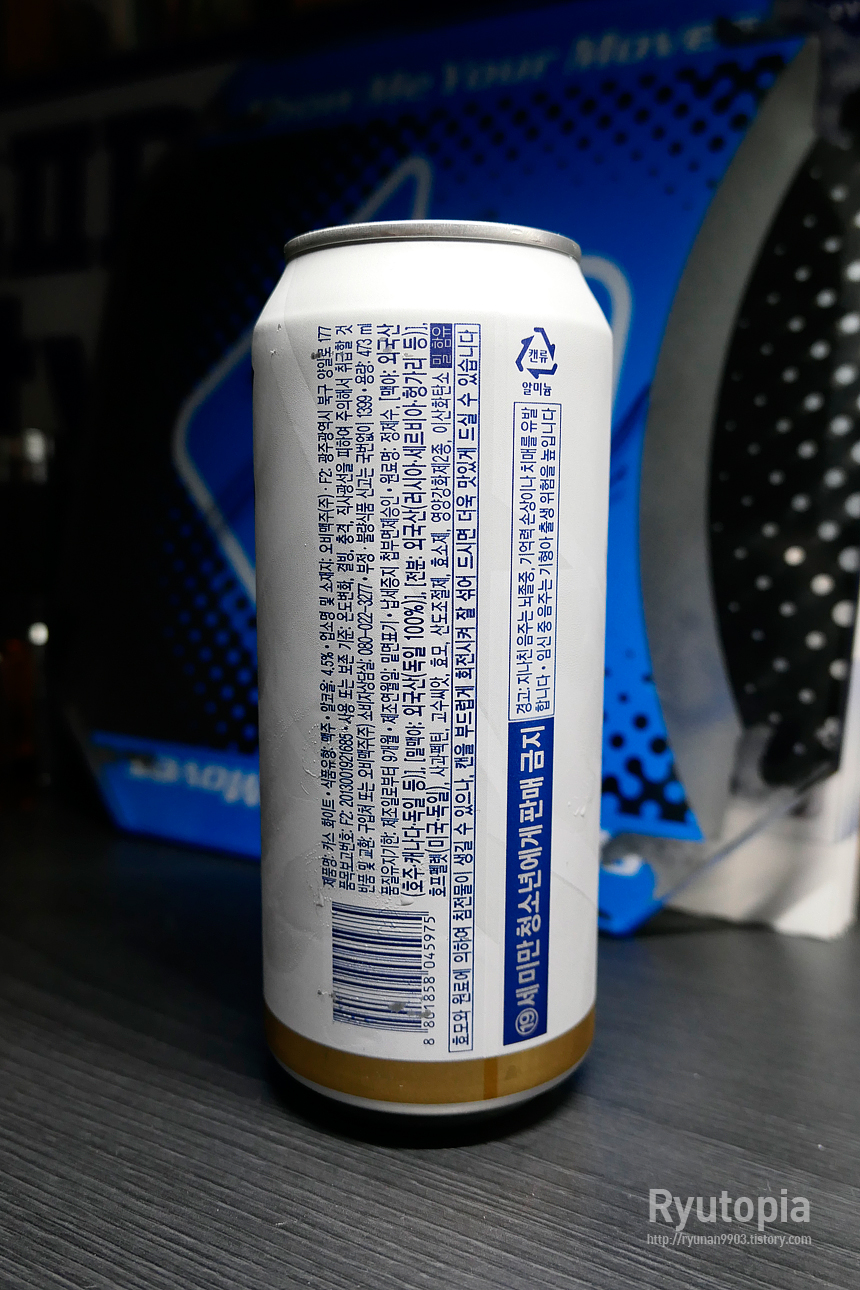 Show Me Your Move
제품명: 카스 화이트 • 식품유형: 맥주 • 알코올: 4.5% • 업소명 및 소재지: 오비맥주(주) · F2: 광주광역시 북구 양일로 177
품목보고번호: F2: 2013001921685 • 사용 또는 보존 기준: 온도변화, 결빙, 충격, 직사광선을 피하여 주의해서 취급할 것
반품 및 교환: 구입처 또는 오비맥주(주) 소비자상담실: 080-022-3277 • 부정·불량식품 신고는 국번없이 1399 • 용량: 473 ml
품질유지기한: 제조일로부터 9개월 • 제조연월일: 밑면표기 • 납세증지 첩부면제승인 • 원료명: 정제수, [맥아: 외국산
(호주·캐나다·독일 등)], [밀맥아: 외국산(독일 100%)], [전분: 외국산(러시아·세르비아·헝가리 등)],
호프펠렛(미국·독일), 사과펙틴, 고수씨앗, 효모, 산도조절제, 효소제, 영양강화제2종, 이산화탄소 밀 함유
효모와 원료에 의하여 침전물이 생길 수 있으나, 캔을 부드럽게 회전시켜 잘 섞어 드시면 더욱 맛있게 드실 수 있습니다
8 801858 045975
캔류
알미늄
경고: 지나친 음주는 뇌졸중, 기억력 손상이나 치매를 유발
합니다 • 임신 중 음주는 기형아 출생 위험을 높입니다
19세 미만 청소년에게 판매 금지
Ryutopia
http://ryunan9903.tistory.com